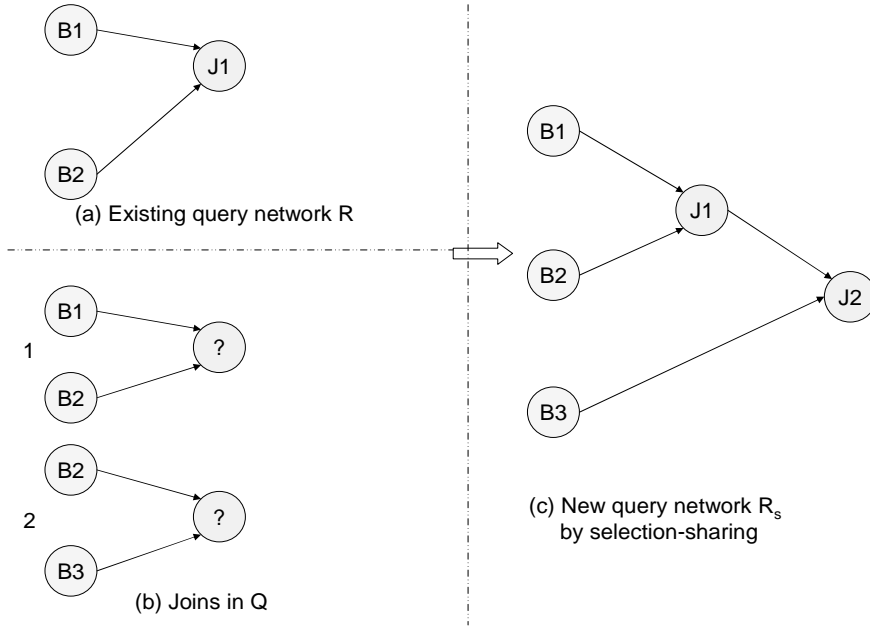 B1
J1
B2
(a) Existing query network R
B1
1
?
B2
B2
2
?
B3
(b) Joins in Q
B1
J1
B2
J2
B3
(c) New query network Rs
by selection-sharing